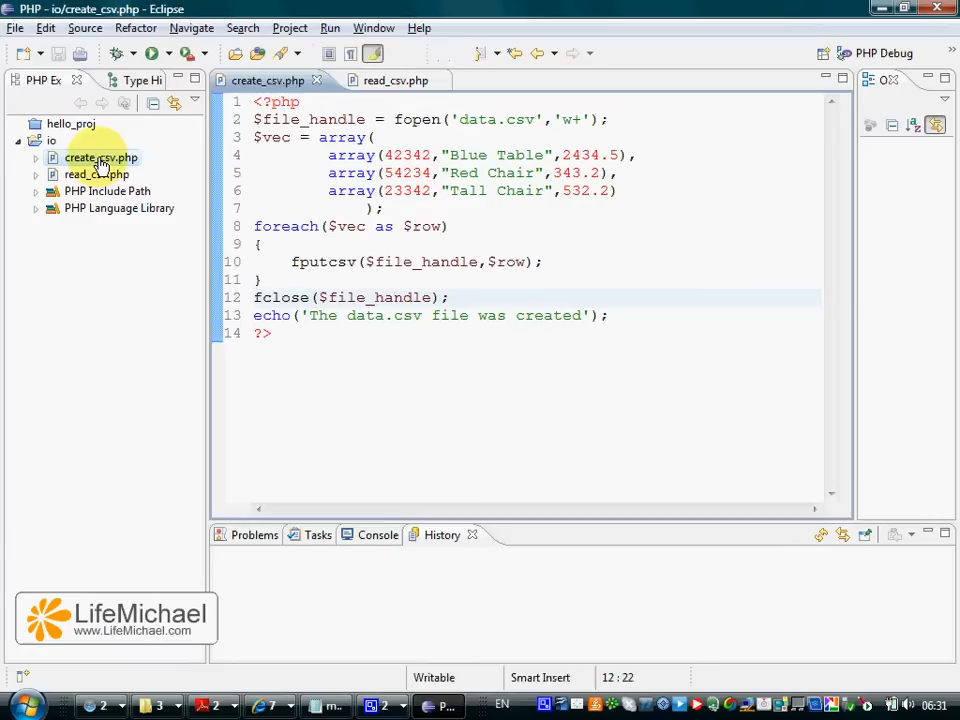 PHP - io/create_csv.php - Eclipse
File Edit Source Refactor Navigate Search Project Run Window Help
PHP Debug
PHP Ex
Type Hi
create_csv.php
read_csv.php
O
hello_proj
io
create_csv.php
PHP Include Path
PHP Language Library
1 <?php
2 $file_handle = fopen('data.csv','w+');
3 $vec = array(
4 array(42342,"Blue Table",2434.5),
5 array(54234,"Red Chair",343.2),
6 array(23342,"Tall Chair",532.2)
7 );
8 foreach($vec as $row)
9 {
10 fputcsv($file_handle,$row);
11 }
12 fclose($file_handle);
13 echo('The data.csv file was created');
14 ?>
Problems Tasks Console History
LifeMichael
www.LifeMichael.com
Writable Smart Insert 12 : 22
2 3 2 7 m... 2 P... EN 06:31